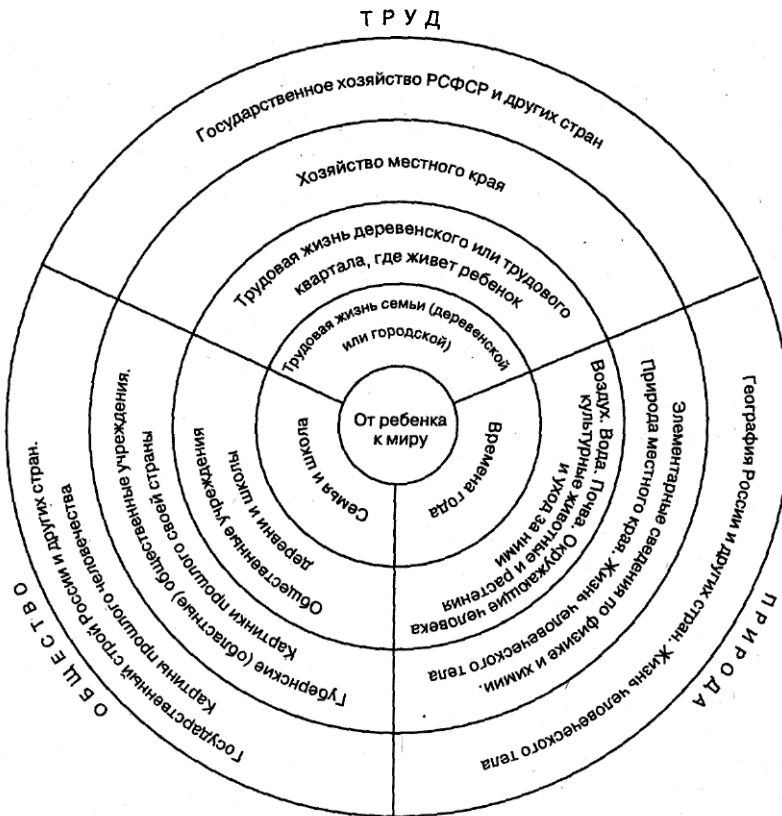 ТРУД
Государственное хозяйство РСФСР и других стран
Хозяйство местного края
Трудовая жизнь деревенского или трудового
квартала, где живет ребенок
Трудовая жизнь семьи (деревенской
или городской)
От ребенка
к миру
ПРИРОДА
Времена года
Воздух. Вода. Почва. Окружающие человека
культурные животные и растения
и уход за ними
Элементарные сведения по физике и химии.
Природа местного края. Жизнь человеческого тела
География России и других стран. Жизнь человеческого тела
ОБЩЕСТВО
Семья и школа
Общественные учреждения
деревни и школы
Губернские (областные) общественные учреждения.
Картинки прошлого своей страны
Государственный строй России и других стран.
Картины прошлого человечества